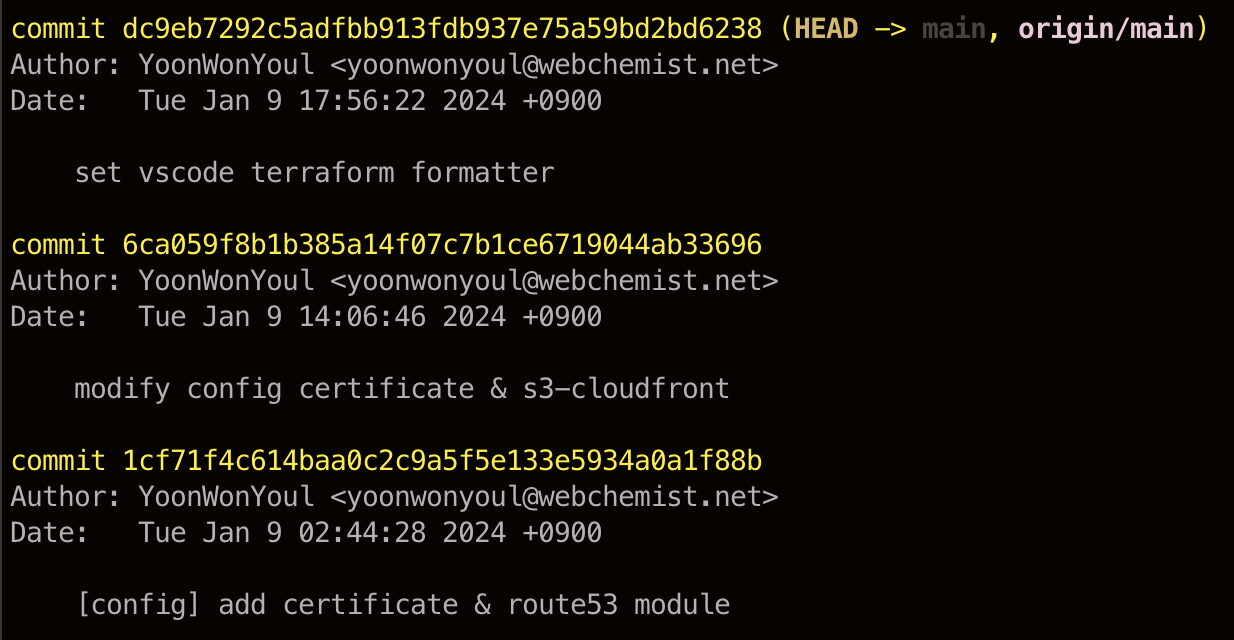 commit dc9eb7292c5adfbb913fdb937e75a59bd2bd6238 (HEAD -> main, origin/main)
Author: YoonWonYoul <yoonwonyoul@webchemist.net>
Date:   Tue Jan 9 17:56:22 2024 +0900
set vscode terraform formatter
commit 6ca059f8b1b385a14f07c7b1ce6719044ab33696
Author: YoonWonYoul <yoonwonyoul@webchemist.net>
Date:   Tue Jan 9 14:06:46 2024 +0900
modify config certificate & s3-cloudfront
commit 1cf71f4c614baa0c2c9a5f5e133e5934a0a1f88b
Author: YoonWonYoul <yoonwonyoul@webchemist.net>
Date:   Tue Jan 9 02:44:28 2024 +0900
[config] add certificate & route53 module